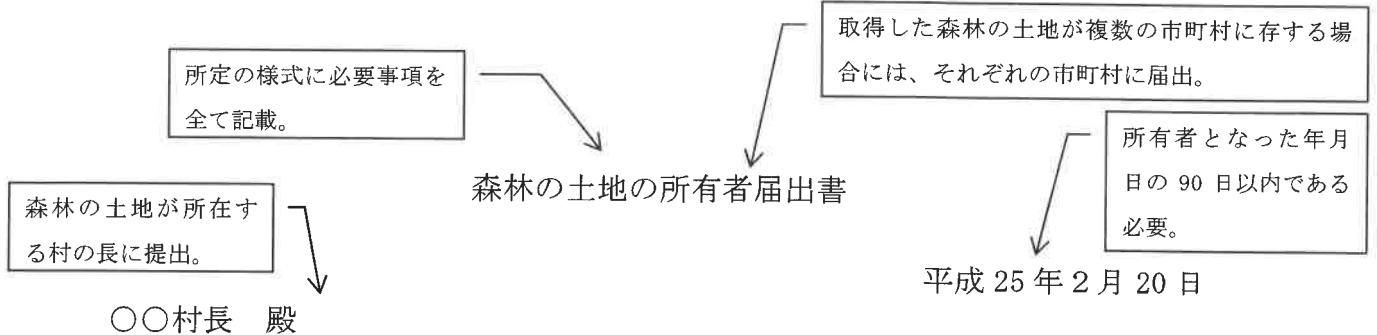 取得した森林の土地が複数の市町村に存する場
合には、それぞれの市町村に届出。
所定の様式に必要事項を
全て記載。
所有者となった年月
日の 90 日以内である
必要。
森林の土地の所有者届出書
森林の土地が所在す
る村の長に提出。
平成 25 年 2 月 20 日
〇〇村長 殿